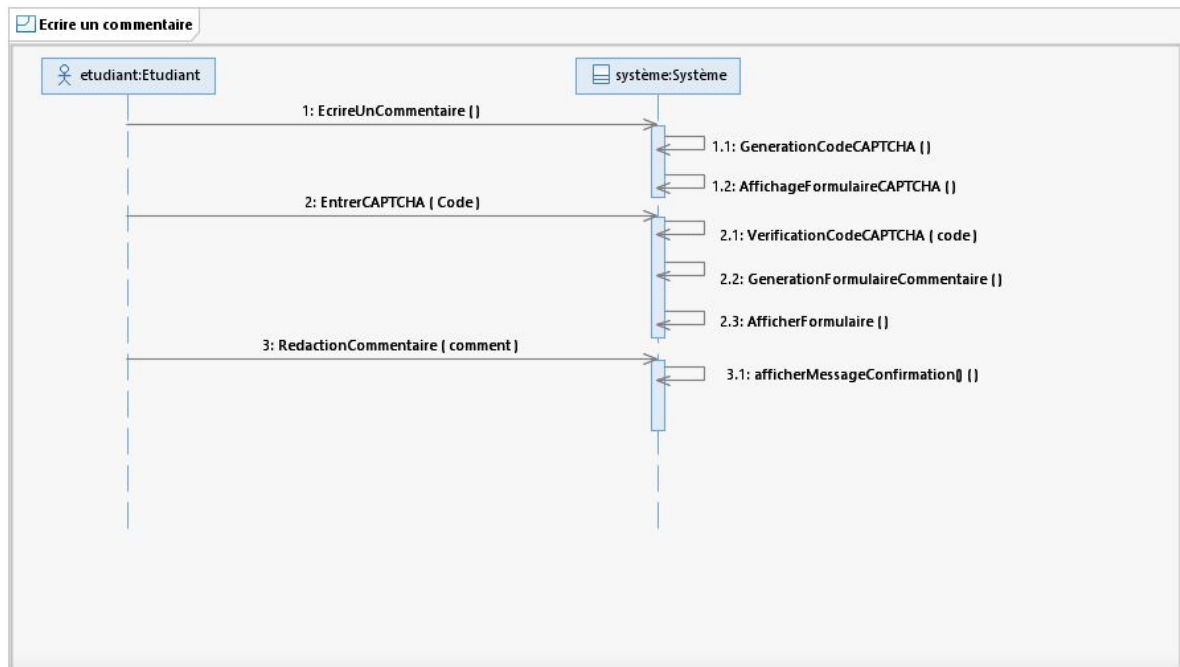 Ecrire un commentaire
etudiant:Etudiant
système:Système
1: EcrireUnCommentaire ()
1.1: GenerationCodeCAPTCHA ()
1.2: AffichageFormulaireCAPTCHA ()
2: EntrerCAPTCHA ( Code )
2.1: VerificationCodeCAPTCHA ( code )
2.2: GenerationFormulaireCommentaire ()
2.3: AfficherFormulaire ()
3: RedactionCommentaire ( comment )
3.1: afficherMessageConfirmation() ()